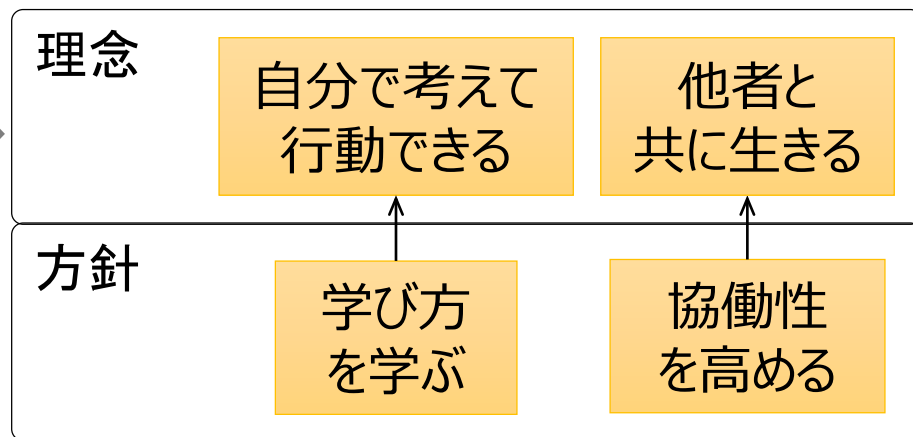 理念
自分で考えて
行動できる
他者と
共に生きる
方針
学び方
を学ぶ
協働性
を高める